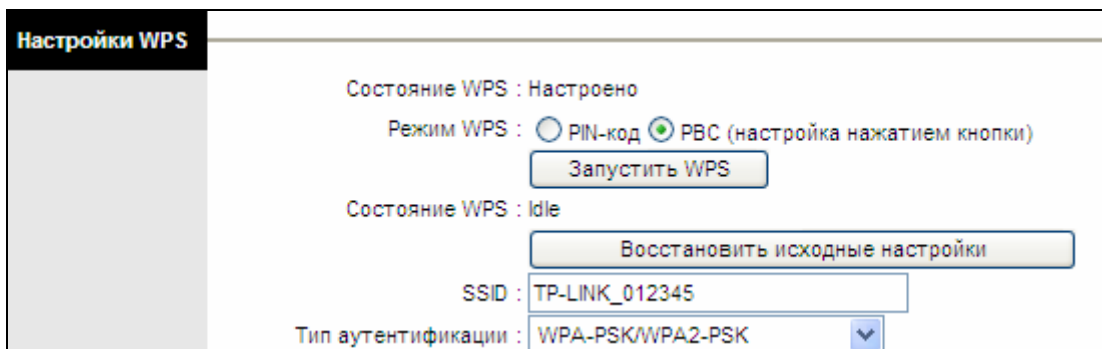 Настройки WPS
Состояние WPS : Настроено
Режим WPS : PIN-код PBC (настройка нажатием кнопки)
Запустить WPS
Состояние WPS : Idle
Восстановить исходные настройки
SSID : TP-LINK_012345
Тип аутентификации : WPA-PSK/WPA2-PSK